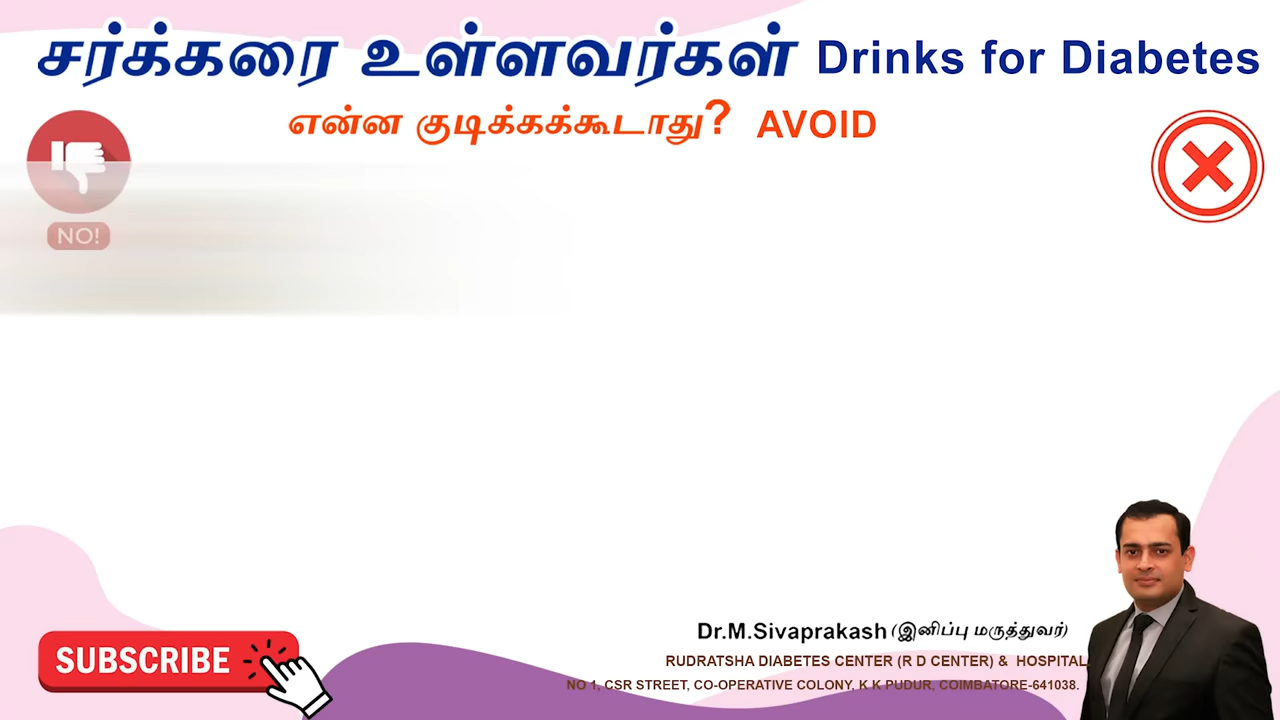 சர்க்கரை உள்ளவர்கள் Drinks for Diabetes
என்ன குடிக்கக்கூடாது? AVOID
NO!
Dr.M.Sivaprakash (இனிப்பு மருத்துவர்)
RUDRATSHA DIABETES CENTER (R D CENTER) & HOSPITAL
NO 1, CSR STREET, CO-OPERATIVE COLONY, K K PUDUR, COIMBATORE-641038.
SUBSCRIBE